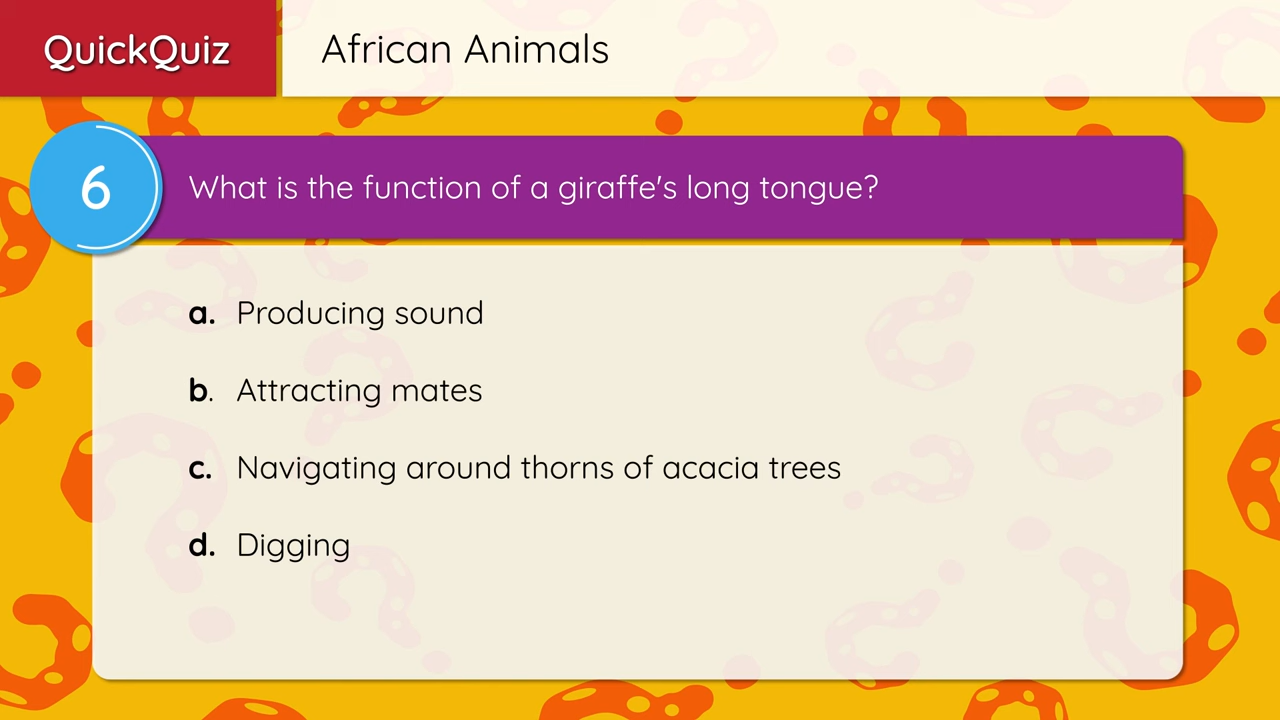 QuickQuiz
African Animals
6
What is the function of a giraffe's long tongue?
a. Producing sound
b. Attracting mates
c. Navigating around thorns of acacia trees
d. Digging